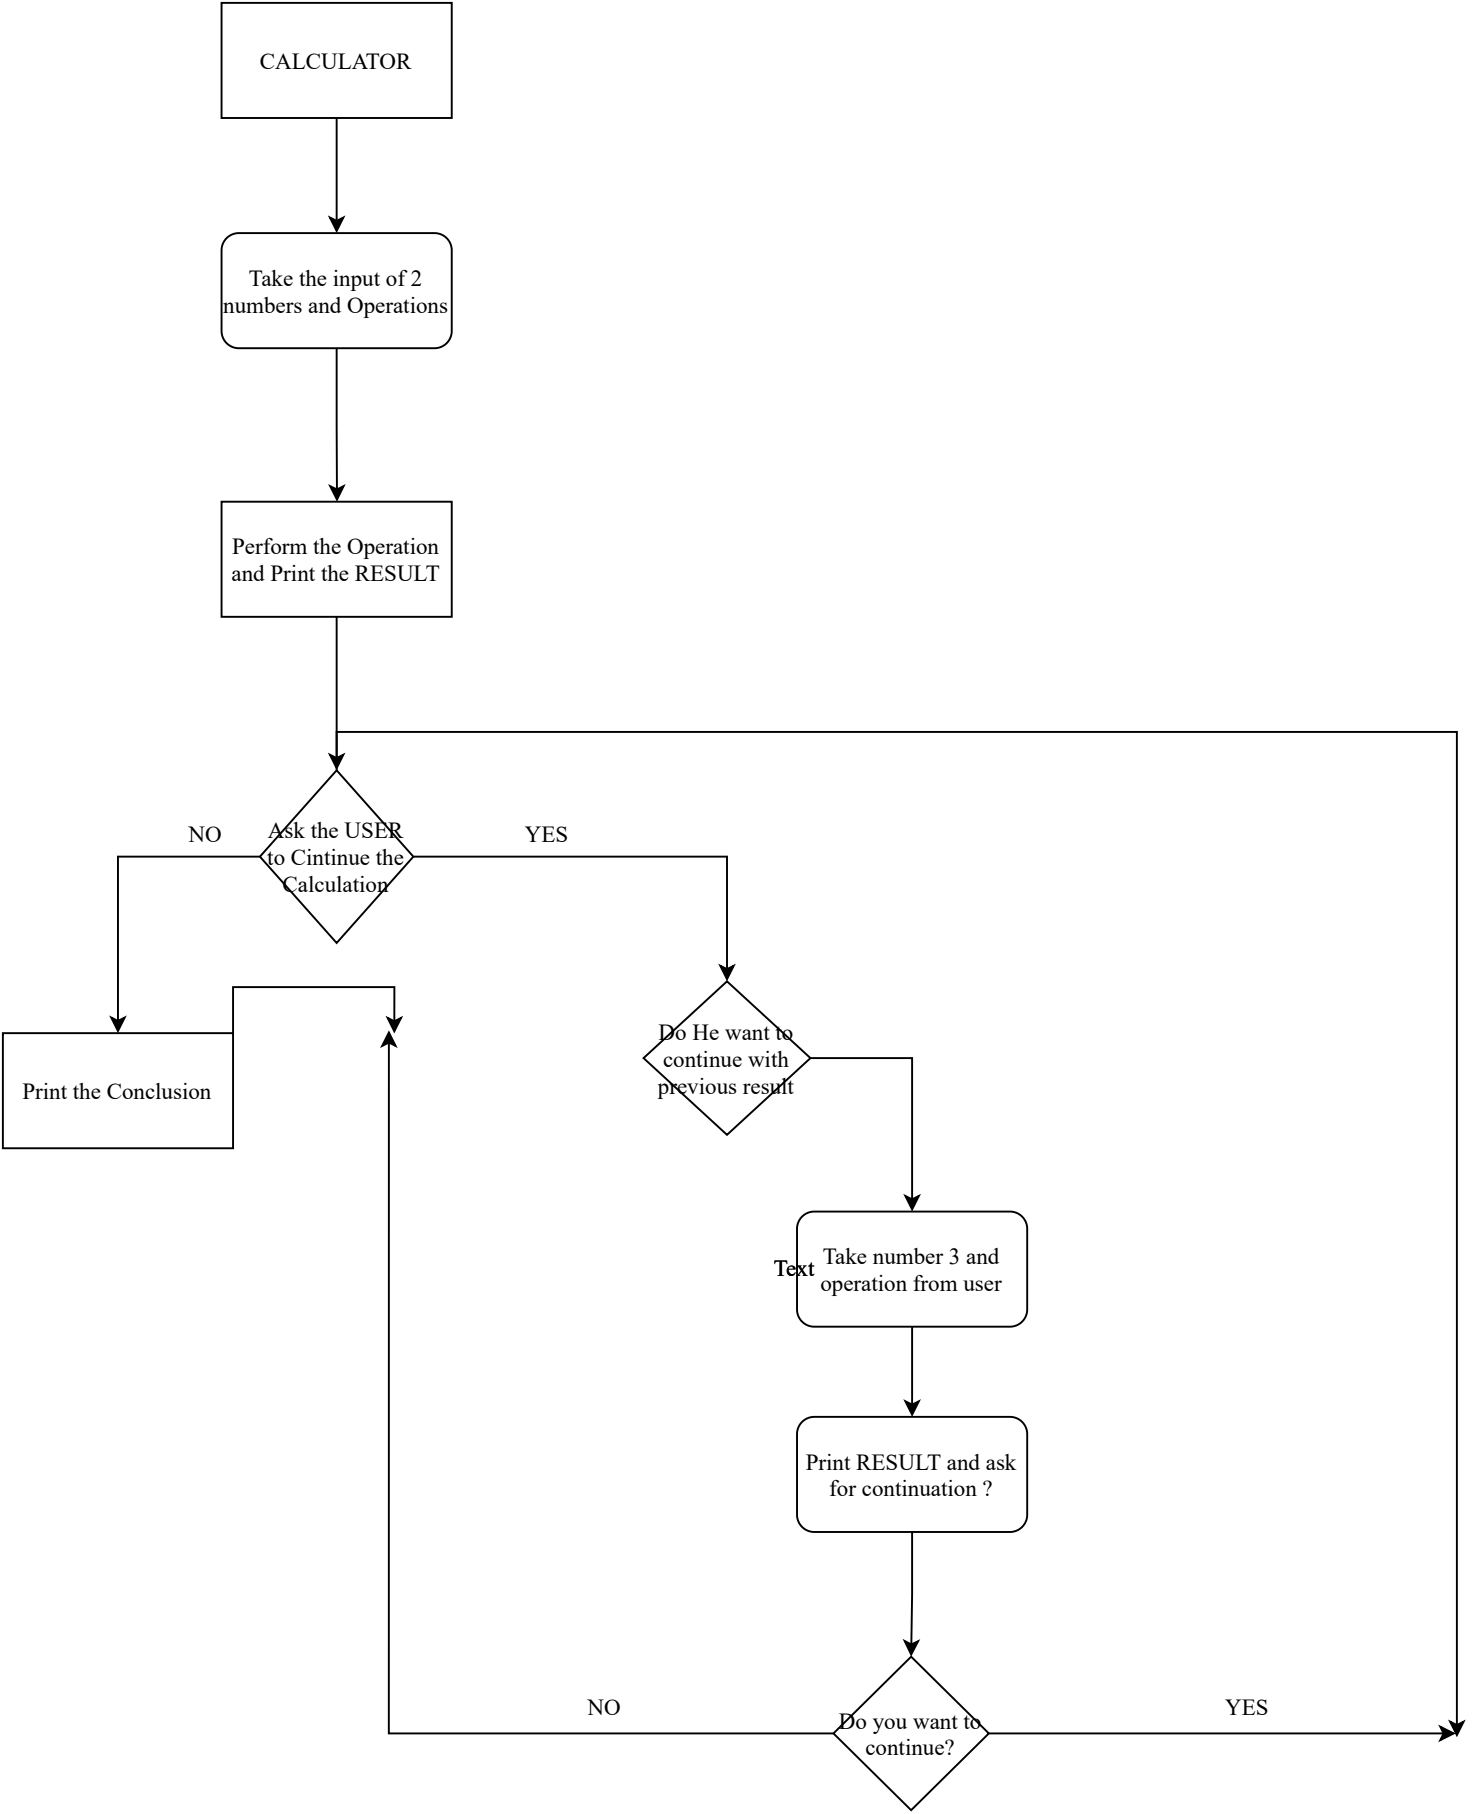 CALCULATOR
Take the input of 2
numbers and Operations
Perform the Operation
and Print the RESULT
NO
Ask the USER
to Cintinue the
Calculation
YES
Print the Conclusion
Do He want to
continue with
previous result
Text
Take number 3 and
operation from user
Print RESULT and ask
for continuation ?
NO
Do you want to
continue?
YES